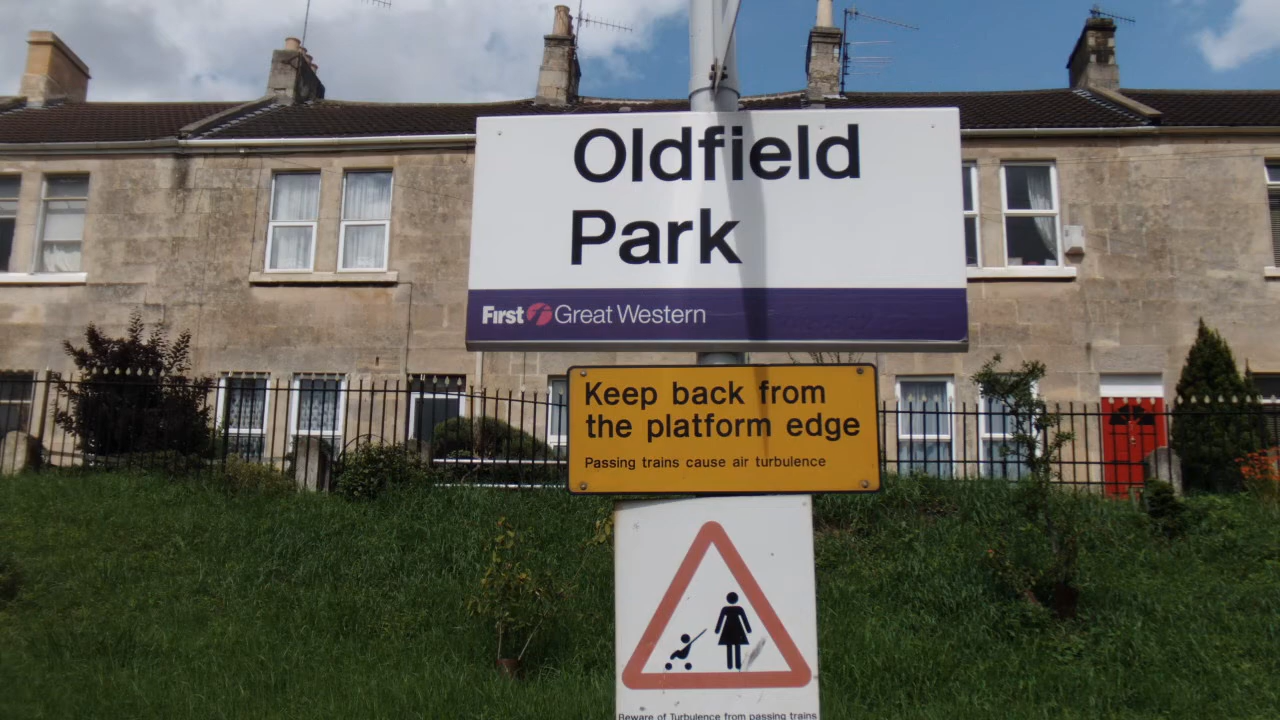 Oldfield
Park
First Great Western
Keep back from
the platform edge
Passing trains cause air turbulence
Beware of Turbulence from passing trains